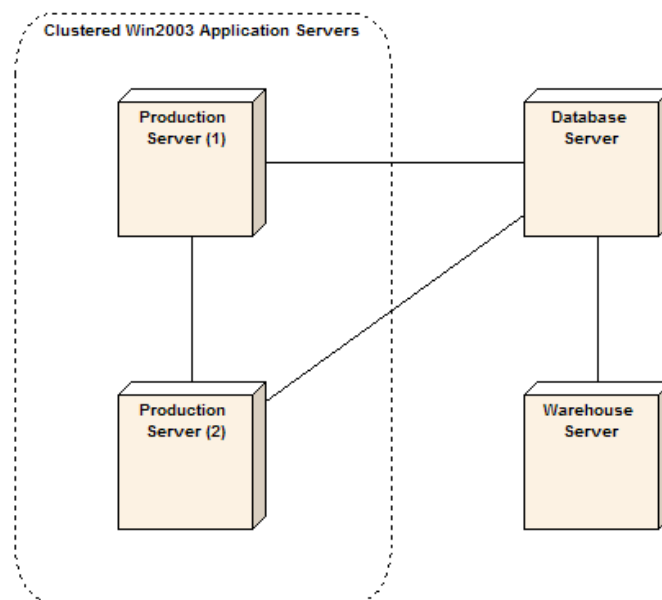 Clustered Win2003 Application Servers
Production
Server (1)
Database
Server
Production
Server (2)
Warehouse
Server